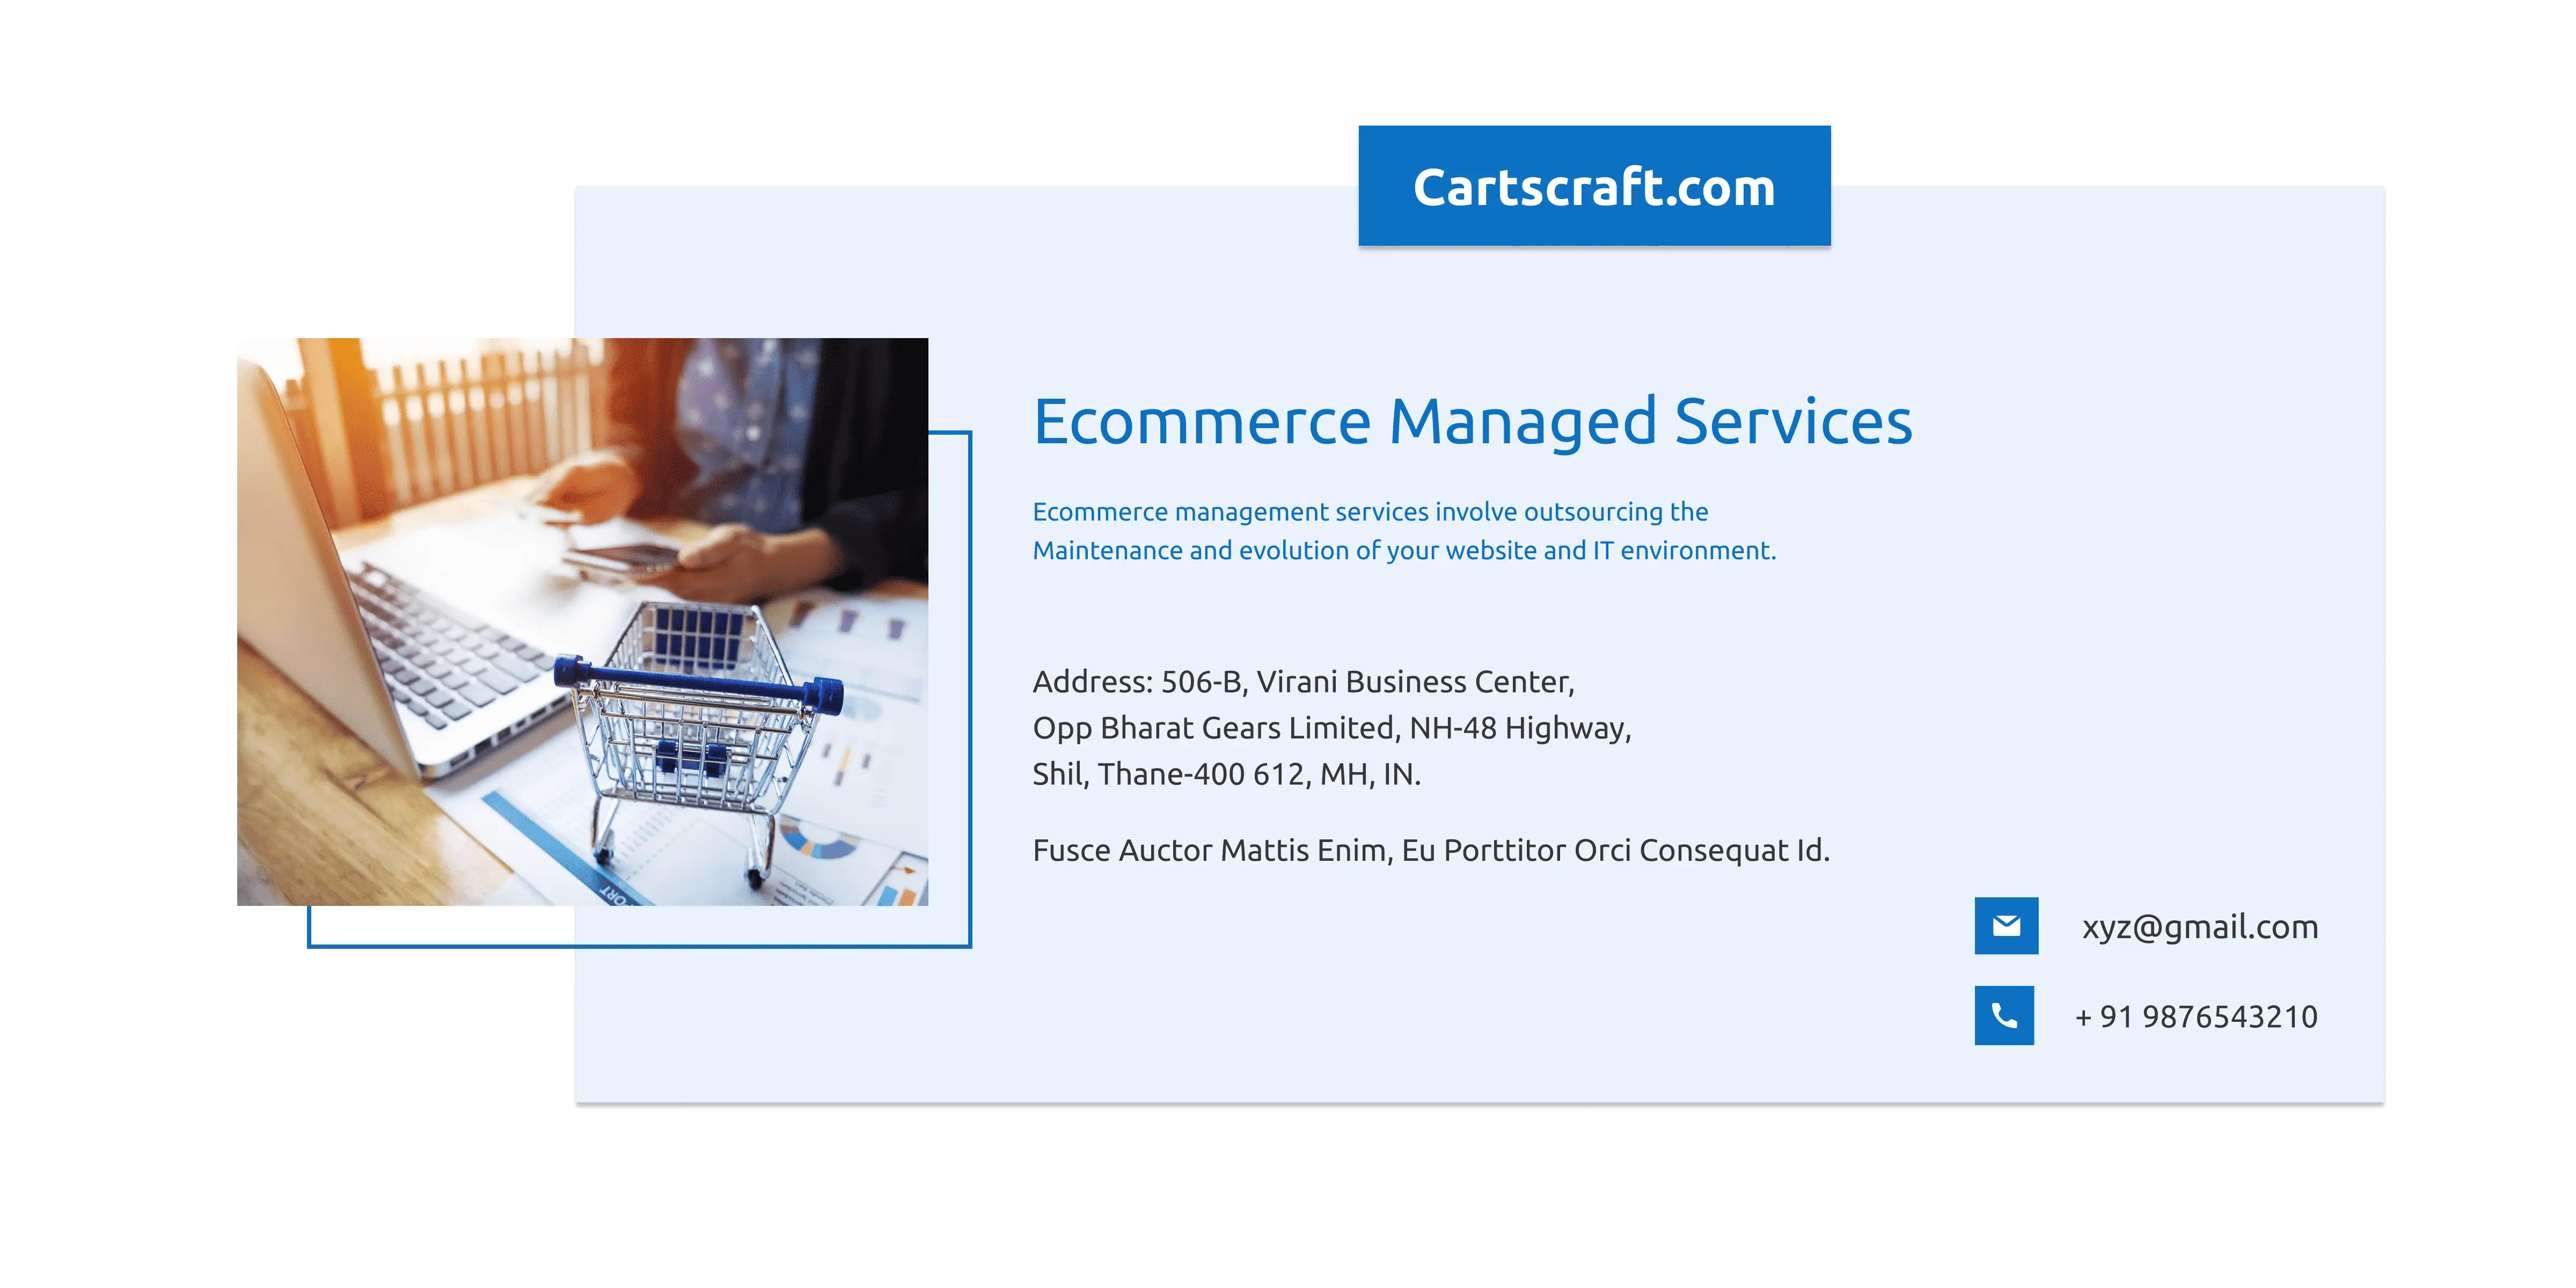 Cartscraft.com
Ecommerce Managed Services
Ecommerce management services involve outsourcing the
Maintenance and evolution of your website and IT environment.
Address: 506-B, Virani Business Center,
Opp Bharat Gears Limited, NH-48 Highway,
Shil, Thane-400 612, MH, IN.
Fusce Auctor Mattis Enim, Eu Porttitor Orci Consequat Id.
xyz@gmail.com
+ 91 9876543210